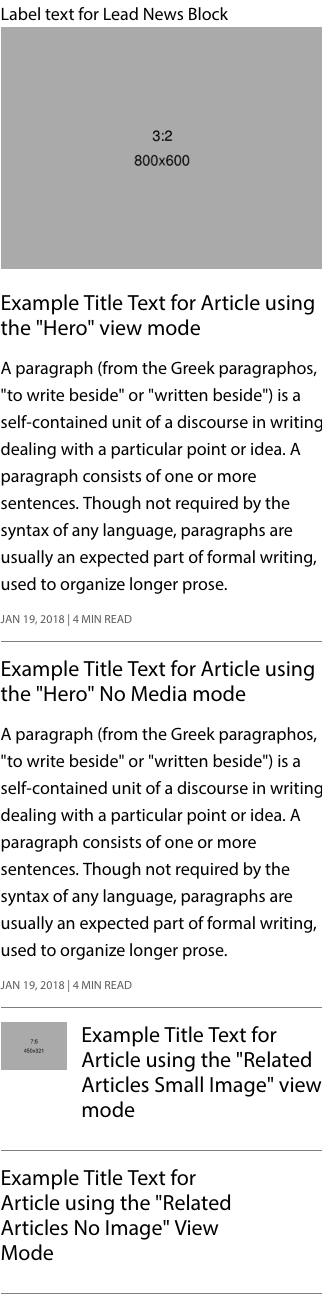 Label text for Lead News Block
3:2
800x600
Example Title Text for Article using
the "Hero" view mode
A paragraph (from the Greek paragraphos,
"to write beside" or "written beside") is a
self-contained unit of a discourse in writing
dealing with a particular point or idea. A
paragraph consists of one or more
sentences. Though not required by the
syntax of any language, paragraphs are
usually an expected part of formal writing,
used to organize longer prose.
JAN 19, 2018 | 4 MIN READ
Example Title Text for Article using
the "Hero" No Media mode
A paragraph (from the Greek paragraphos,
"to write beside" or "written beside") is a
self-contained unit of a discourse in writing
dealing with a particular point or idea. A
paragraph consists of one or more
sentences. Though not required by the
syntax of any language, paragraphs are
usually an expected part of formal writing,
used to organize longer prose.
JAN 19, 2018 | 4 MIN READ
7:5
450x321
Example Title Text for
Article using the "Related
Articles Small Image" view
mode
Example Title Text for
Article using the "Related
Articles No Image" View
Mode